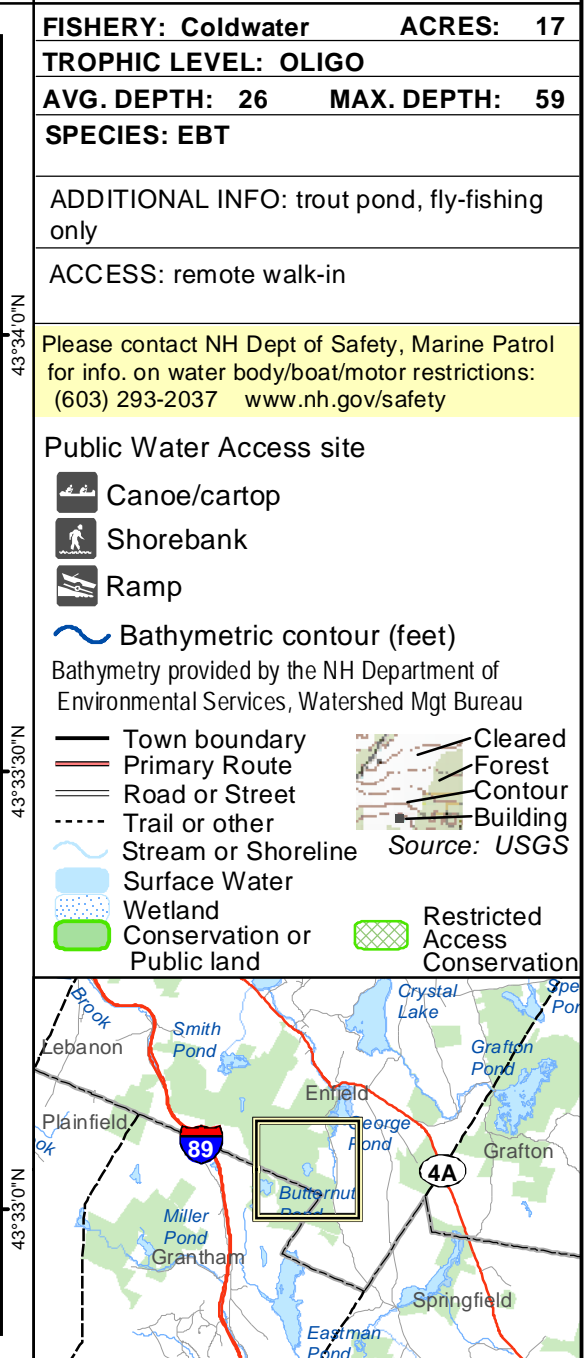 FISHERY: Coldwater ACRES: 17
TROPHIC LEVEL: OLIGO
AVG. DEPTH: 26 MAX. DEPTH: 59
SPECIES: EBT
ADDITIONAL INFO: trout pond, fly-fishing
only
ACCESS: remote walk-in
43°34'0"N
Please contact NH Dept of Safety, Marine Patrol
for info. on water body/boat/motor restrictions:
(603) 293-2037 www.nh.gov/safety
Public Water Access site
Canoe/cartop
Shorebank
Ramp
Bathymetric contour (feet)
Bathymetry provided by the NH Department of
Environmental Services, Watershed Mgt Bureau
43°33'30"N
Town boundary
Primary Route
Road or Street
Trail or other
Stream or Shoreline
Surface Water
Wetland
Conservation or
Public land
Cleared
Forest
Contour
Building
Source: USGS
Restricted
Access
Conservation
Brook
Smith
Pond
Crystal
Lake
Spe
Por
Lebanon
Grafton
Pond
Enfield
Plainfield
ok
89
George
Pond
4A
Grafton
Butternut
Pond
43°33'0"N
Miller
Pond
Grantham
Springfield
Eastman
Pond